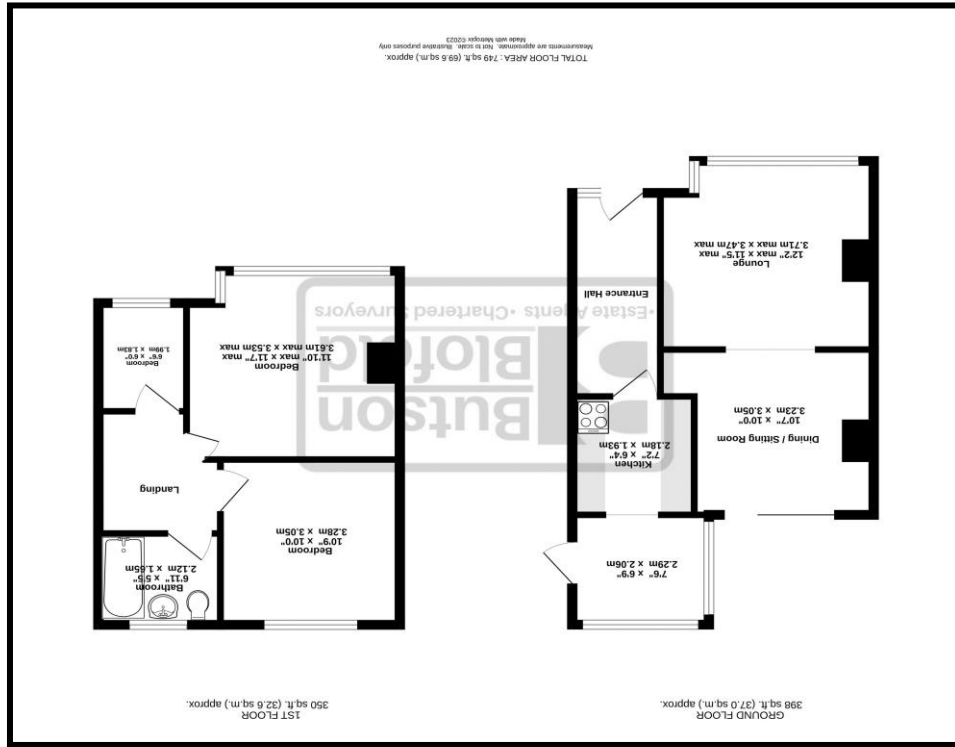 GROUND FLOOR
398 sq.ft. (37.0 sq.m.) approx.
7'6" x 6'9"
2.29m x 2.06m
Kitchen
7'2" x 6'4"
2.18m x 1.93m
Dining / Sitting Room
10'7" x 10'0"
3.23m x 3.05m
Entrance Hall
Lounge
12'2" max x 11'5" max
3.71m max x 3.47m max
1ST FLOOR
350 sq.ft. (32.6 sq.m.) approx.
Bathroom
6'11" x 5'5"
2.12m x 1.65m
Bedroom
10'9" x 10'0"
3.28m x 3.05m
Landing
Bedroom
11'10" max x 11'7" max
3.61m max x 3.53m max
Bedroom
6'6" x 6'0"
1.99m x 1.83m
Butson
Blofeld
•Estate Agents •Chartered Surveyors
TOTAL FLOOR AREA : 749 sq.ft. (69.6 sq.m.) approx.
Measurements are approximate. Not to scale. Illustrative purposes only
Made with Metropix ©2023